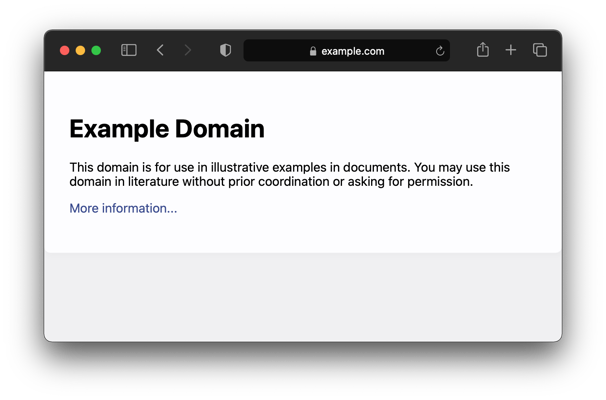 example.com
Example Domain
This domain is for use in illustrative examples in documents. You may use this
domain in literature without prior coordination or asking for permission.
More information...